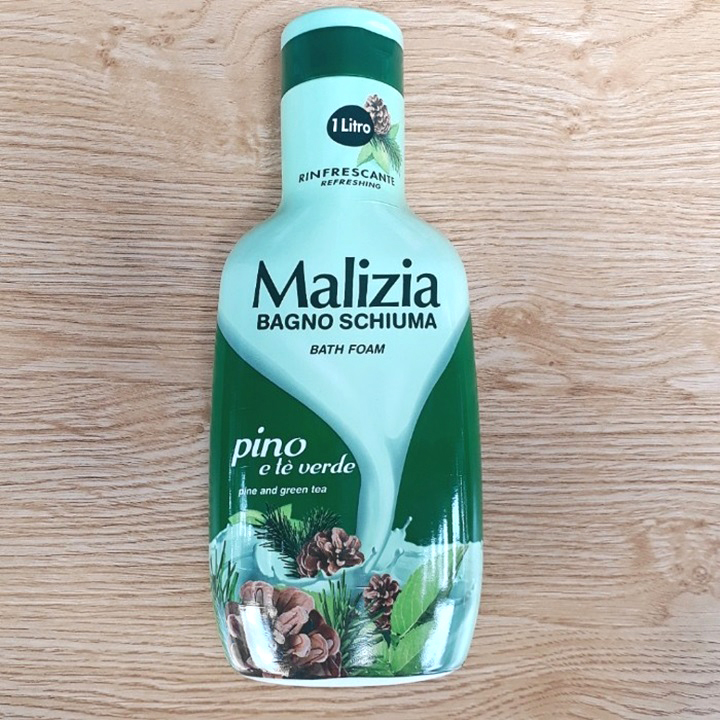 1 Litro
RINFRESCANTE
REFRESHING
Malizia
BAGNO SCHIUMA
BATH FOAM
pino
e tè verde
pine and green tea